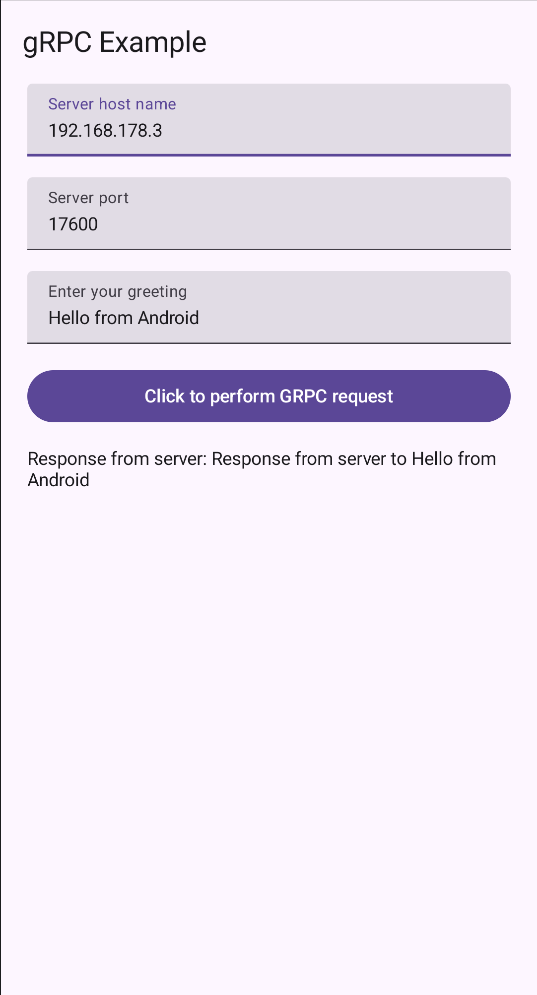 gRPC Example
Server host name
192.168.178.3
Server port
17600
Enter your greeting
Hello from Android
Click to perform GRPC request
Response from server: Response from server to Hello from
Android